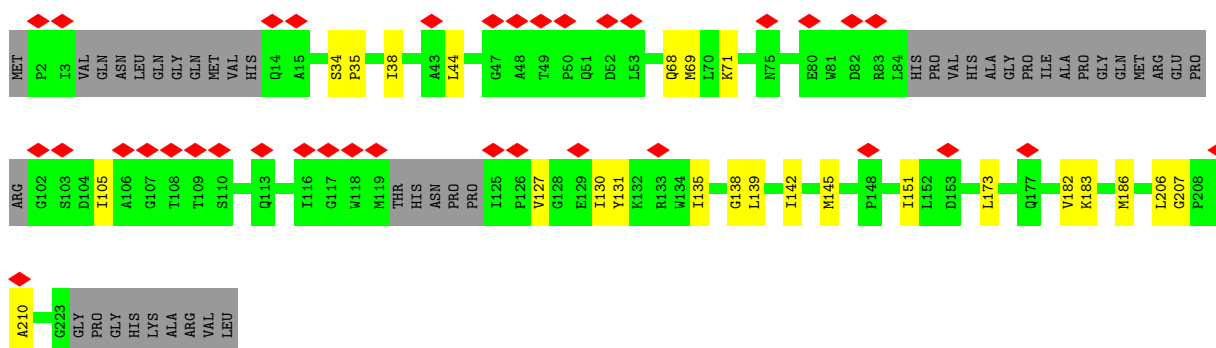 MET P2 I3 VAL GLN ASN LEU GLN GLY GLN MET VAL HIS Q14 A15 S34 P35 I38 A43 L44 G47 A48 T49 P50 Q51 D52 L53 Q68 M69 L70 K71 N75 E80 W81 D82 R83 L84 HIS PRO VAL HIS ALA GLY PRO ILE ALA PRO GLY GLN MET ARG GLU PRO
ARG G102 S103 D104 I105 A106 G107 T108 T109 S110 Q113 I116 G117 W118 M119 THR HIS ASN PRO PRO I125 P126 V127 G128 E129 I130 Y131 K132 R133 W134 I135 G138 L139 I142 M145 P148 I151 L152 D153 L173 Q177 V182 K183 M186 L206 G207 P208
A210 G223 GLY PRO GLY HIS LYS ALA ARG VAL LEU